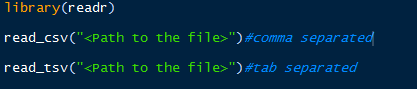 library(readr)
read_csv("<Path to the file>")#comma separated
read_tsv("<Path to the file>")#tab separated